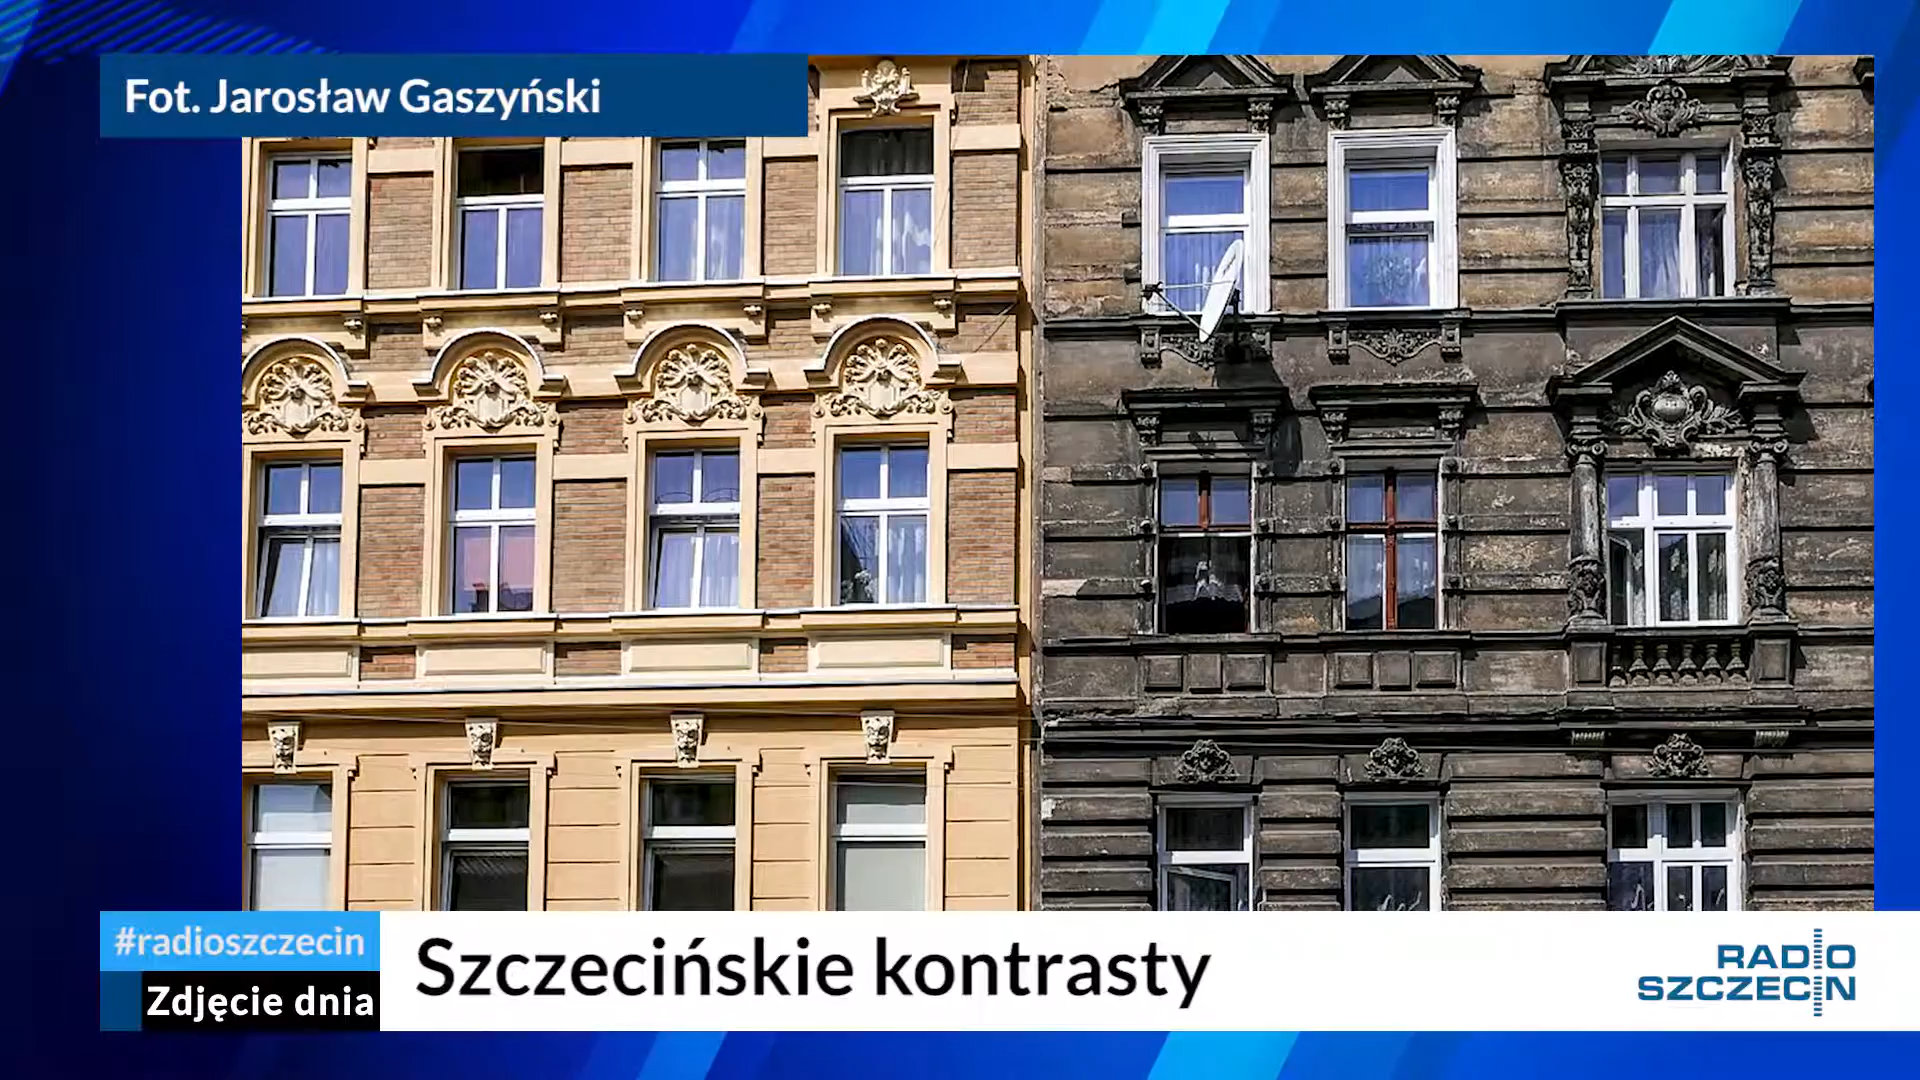 Fot. Jarosław Gaszyński
#radioszczecin
Zdjęcie dnia
Szczecińskie kontrasty
RADIO
SZCZECIN